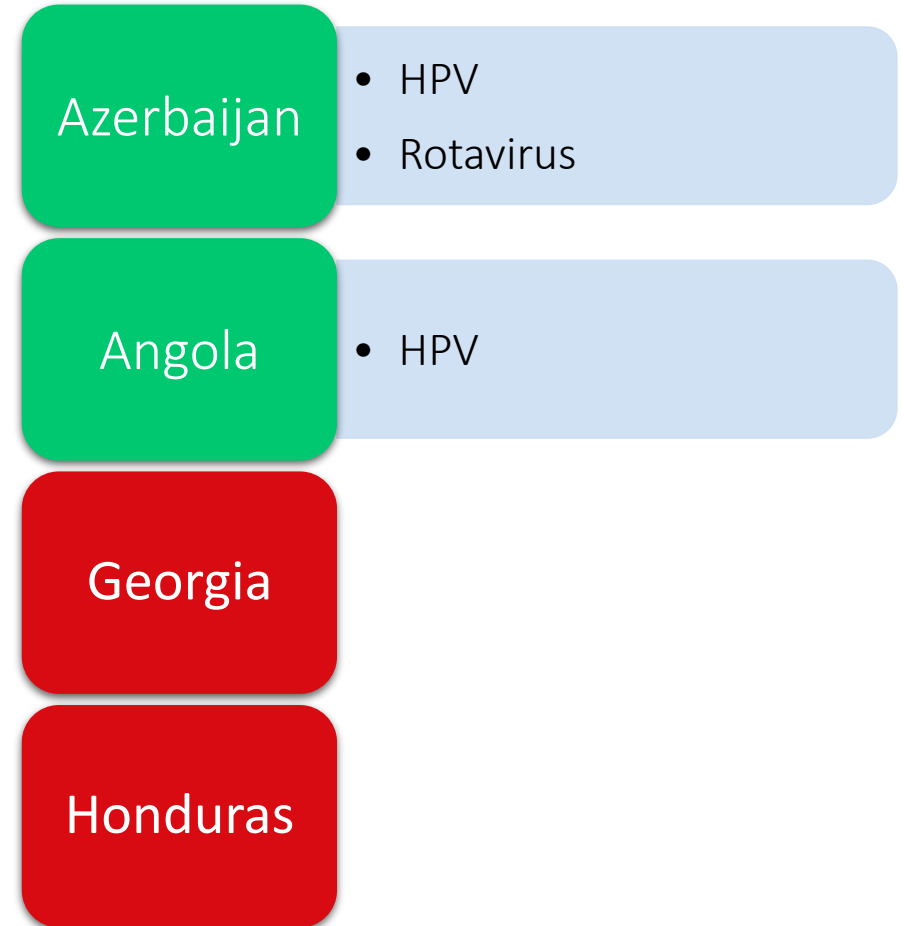 Azerbaijan
• HPV
• Rotavirus
Angola
• HPV
Georgia
Honduras